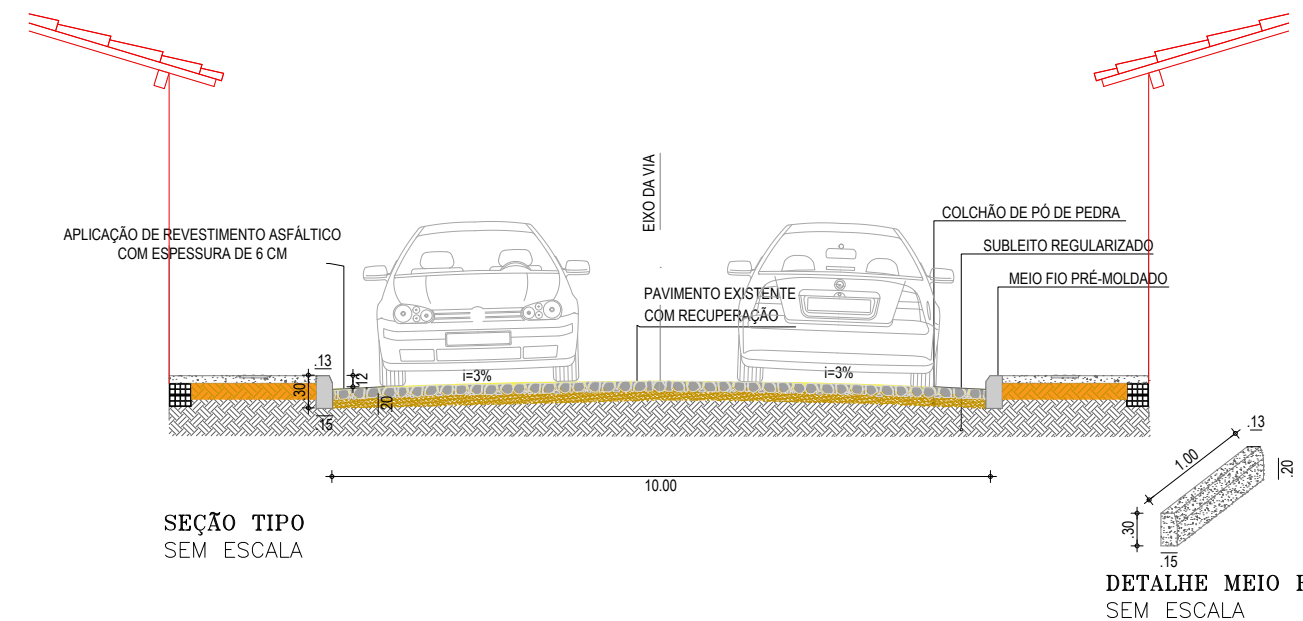 EIXO DA VIA
APLICAÇÃO DE REVESTIMENTO ASFÁLTICO
COM ESPESSURA DE 6 CM
COLCHÃO DE PÓ DE PEDRA
SUBLEITO REGULARIZADO
MEIO FIO PRÉ-MOLDADO
PAVIMENTO EXISTENTE
COM RECUPERAÇÃO
.13
12
.30
.20
.15
i=3%
i=3%
10.00
SEÇÃO TIPO
SEM ESCALA
1.00
.13
.20
.30
.15
DETALHE MEIO
SEM ESCALA